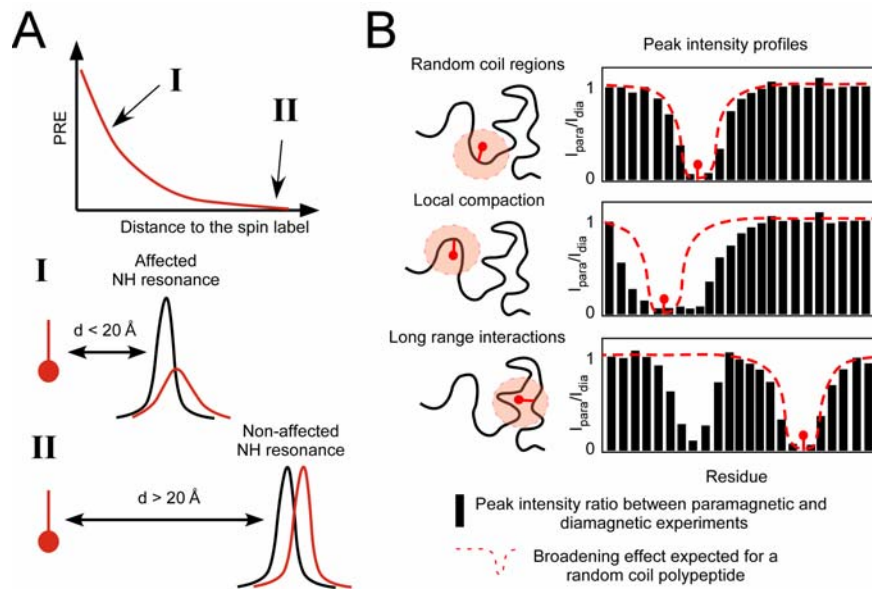 A
PRE
I
II
Distance to the spin label
I
Affected
NH resonance
d < 20 Å
II
Non-affected
NH resonance
d > 20 Å
B
Peak intensity profiles
Random coil regions
1
Ipara/Idia
0
Local compaction
1
Ipara/Idia
0
Long range interactions
1
Ipara/Idia
0
Residue
Peak intensity ratio between paramagnetic and
diamagnetic experiments
Broadening effect expected for a
random coil polypeptide